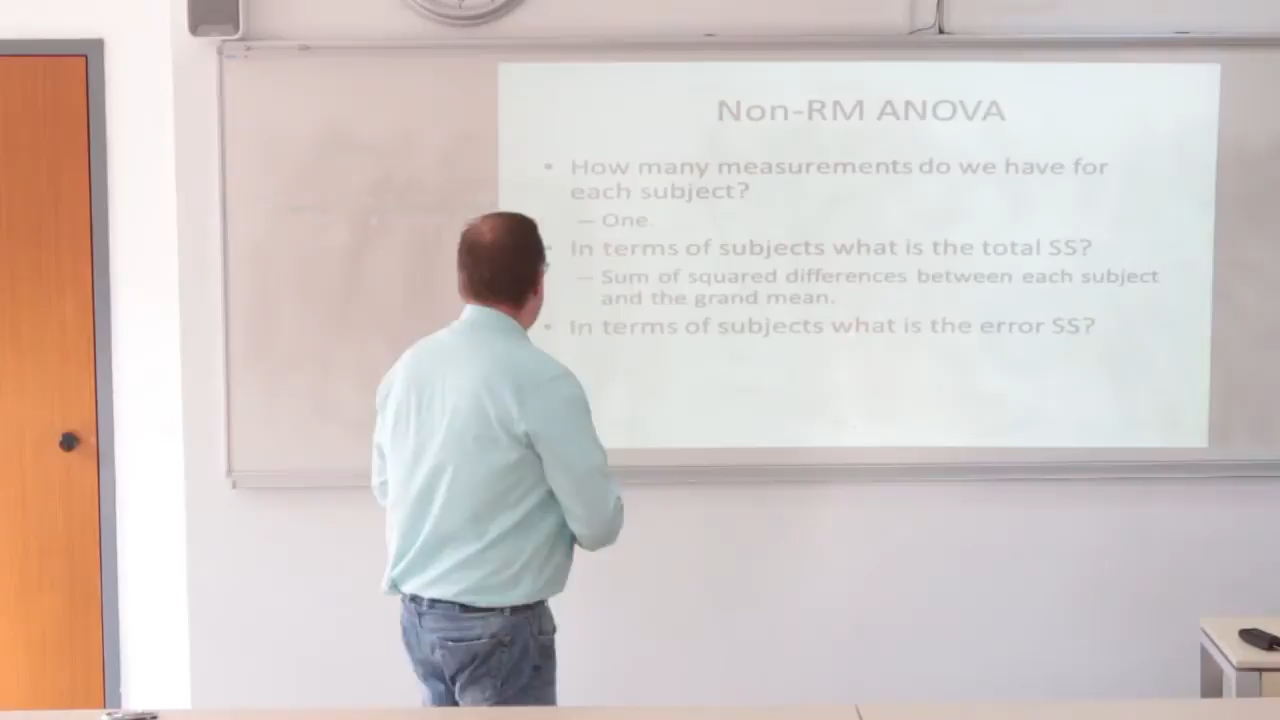 Non-RM ANOVA
• How many measurements do we have for
each subject?
– One.
• In terms of subjects what is the total SS?
– Sum of squared differences between each subject
and the grand mean.
• In terms of subjects what is the error SS?